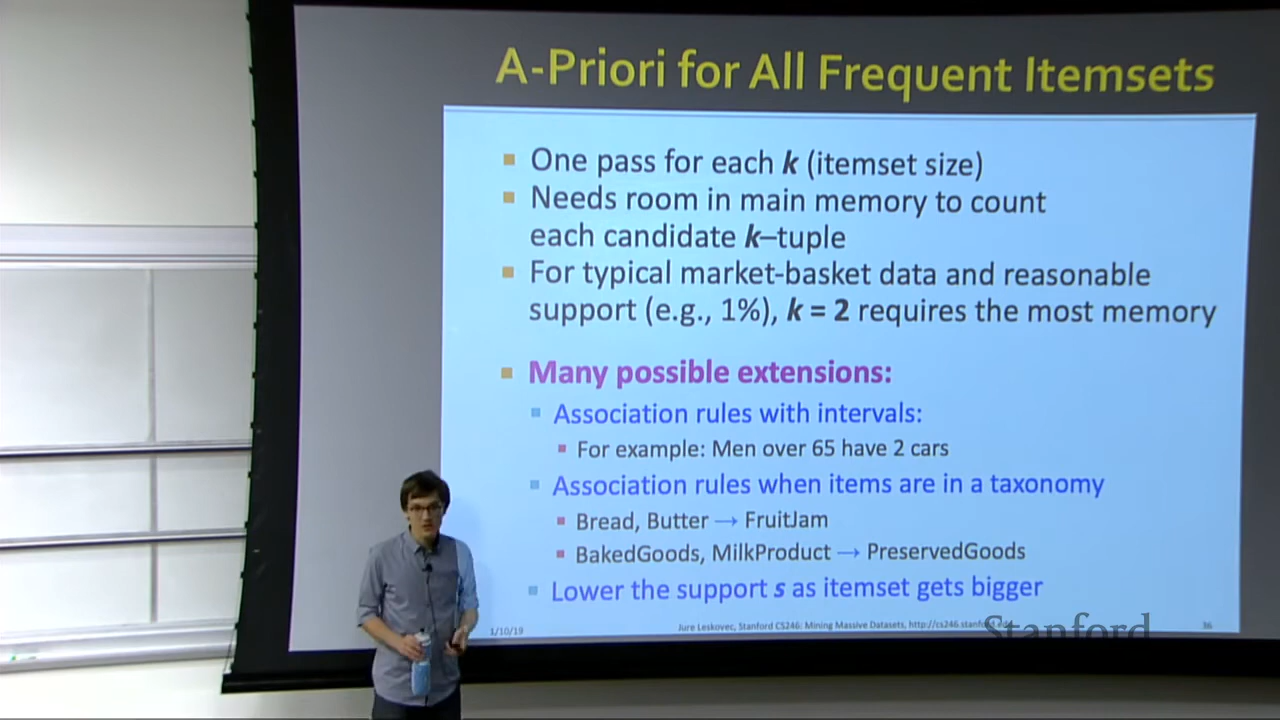 A-Priori for All Frequent Itemsets
One pass for each k (itemset size)
Needs room in main memory to count
each candidate k–tuple
For typical market-basket data and reasonable
support (e.g., 1%), k = 2 requires the most memory
Many possible extensions:
Association rules with intervals:
For example: Men over 65 have 2 cars
Association rules when items are in a taxonomy
Bread, Butter → FruitJam
BakedGoods, MilkProduct → PreservedGoods
Lower the support s as itemset gets bigger
1/10/19
Jure Leskovec, Stanford CS246: Mining Massive Datasets, http://cs246.stanford.edu
36
Stanford